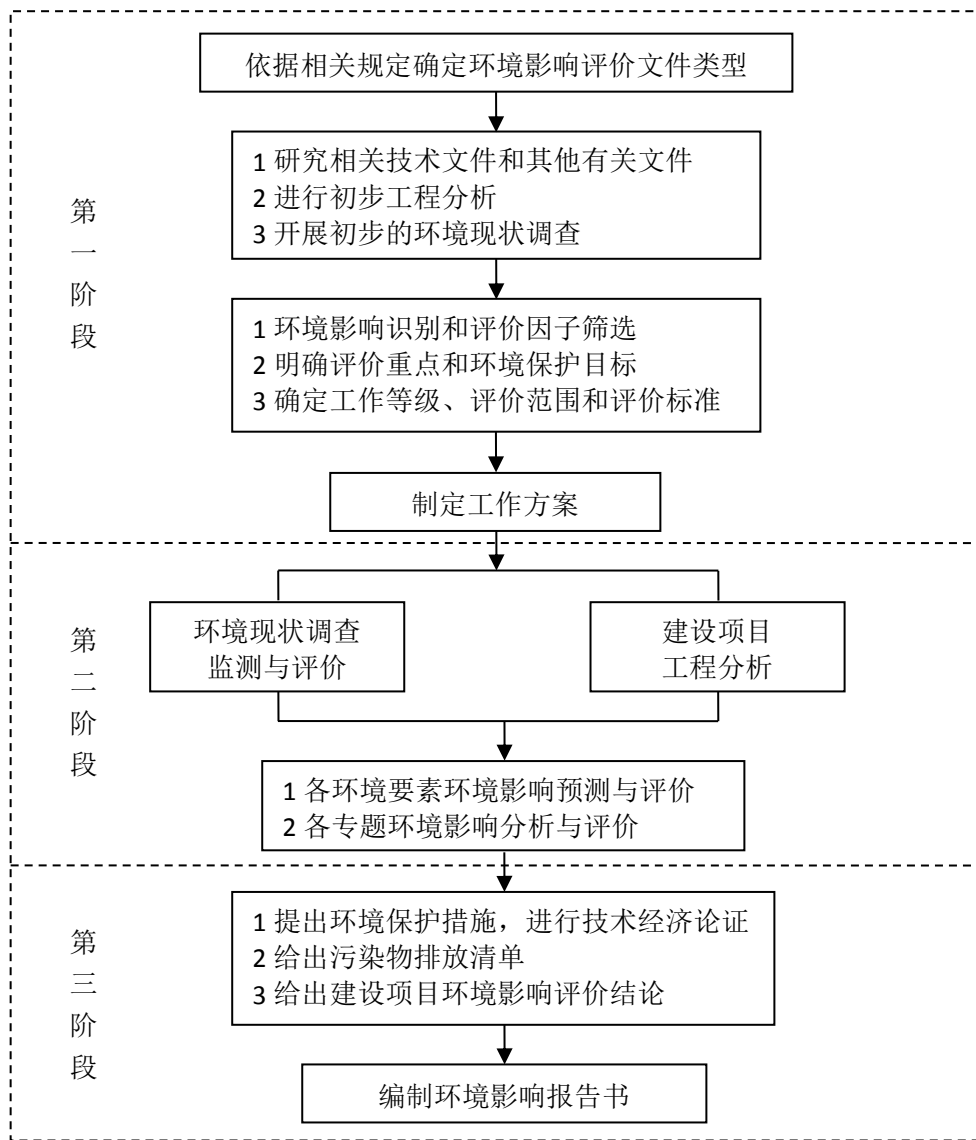 依据相关规定确定环境影响评价文件类型
1 研究相关技术文件和其他有关文件
2 进行初步工程分析
3 开展初步的环境现状调查
第一阶段
1 环境影响识别和评价因子筛选
2 明确评价重点和环境保护目标
3 确定工作等级、评价范围和评价标准
制定工作方案
第二阶段
环境现状调查
监测与评价
建设项目
工程分析
1 各环境要素环境影响预测与评价
2 各专题环境影响分析与评价
第三阶段
1 提出环境保护措施，进行技术经济论证
2 给出污染物排放清单
3 给出建设项目环境影响评价结论
编制环境影响报告书